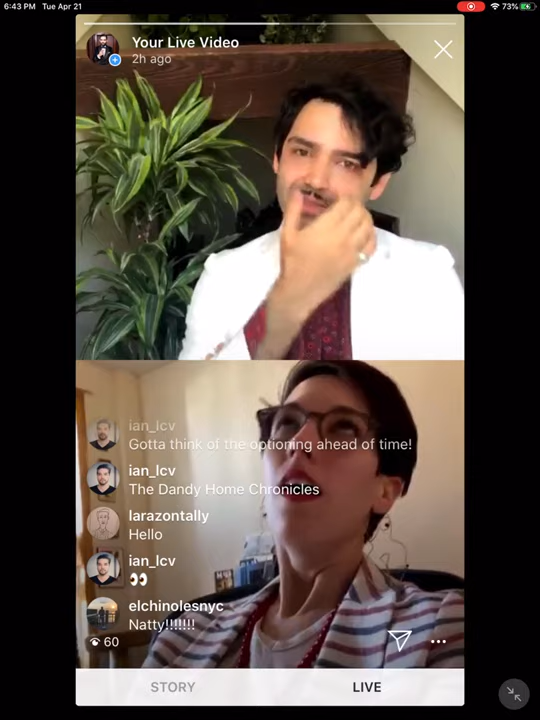 6:43 PM Tue Apr 21
73%
Your Live Video
2h ago
ian_lcv
Gotta think of the optioning ahead of time!
ian_lcv
The Dandy Home Chronicles
larazontally
Hello
ian_lcv
👀
elchinolesnyc
Natty!!!!!!!
60
STORY
LIVE